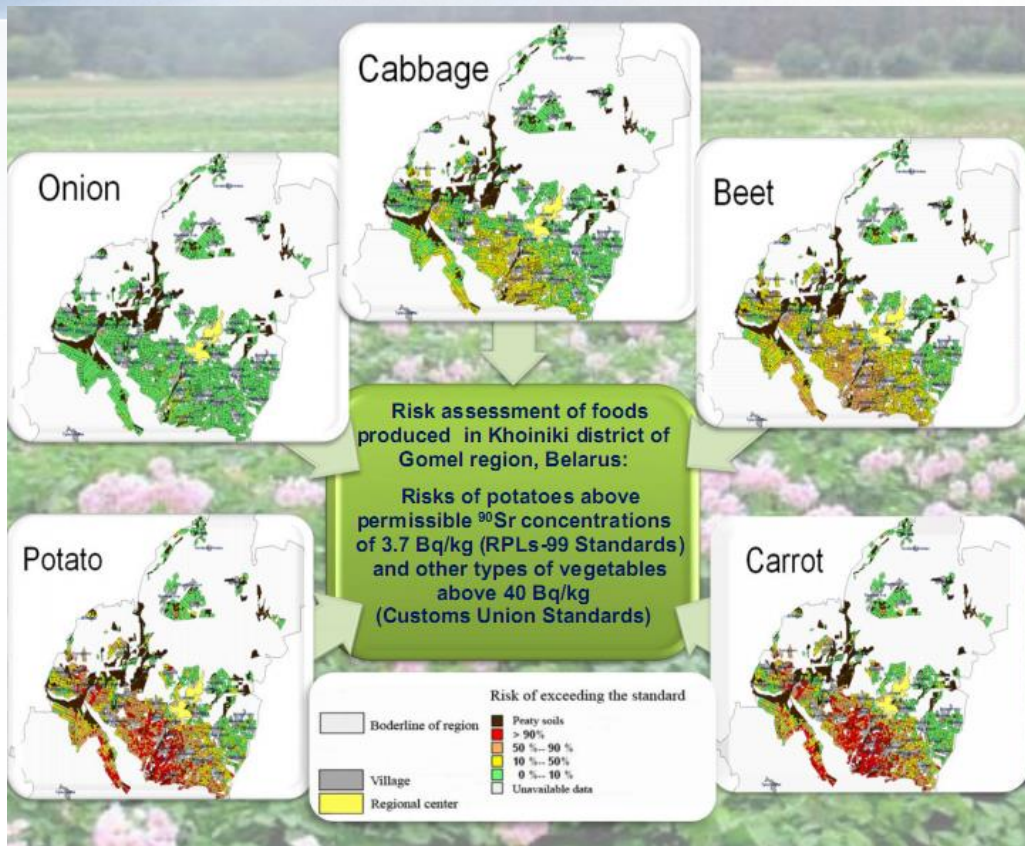 Cabbage
Onion
Beet
Risk assessment of foods
produced in Khoiniki district of
Gomel region, Belarus:
Risks of potatoes above
permissible ⁹⁰Sr concentrations
of 3.7 Bq/kg (RPLs-99 Standards)
and other types of vegetables
above 40 Bq/kg
(Customs Union Standards)
Potato
Carrot
Boderline of region
Village
Regional center
Risk of exceeding the standard
Peaty soils
> 90%
50 %-- 90 %
10 %-- 50%
0 %-- 10 %
Unavailable data